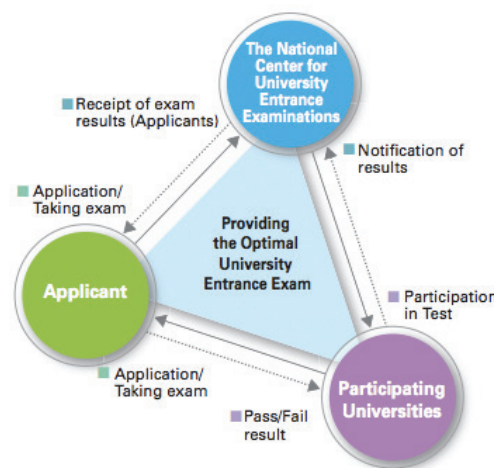 The National
Center for
University
Entrance
Examinations
Receipt of exam
results (Applicants)
Notification of
results
Application/
Taking exam
Providing
the Optimal
University
Entrance Exam
Applicant
Participation
in Test
Application/
Taking exam
Participating
Universities
Pass/Fail
result